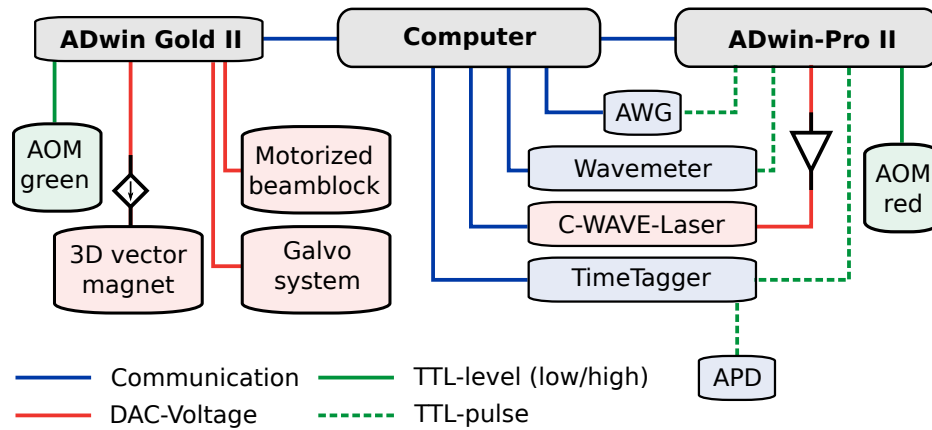 ADwin Gold II
Computer
ADwin-Pro II
AOM
green
Motorized
beamblock
3D vector
magnet
Galvo
system
AWG
Wavemeter
C-WAVE-Laser
TimeTagger
APD
AOM
red
Communication
DAC-Voltage
TTL-level (low/high)
TTL-pulse